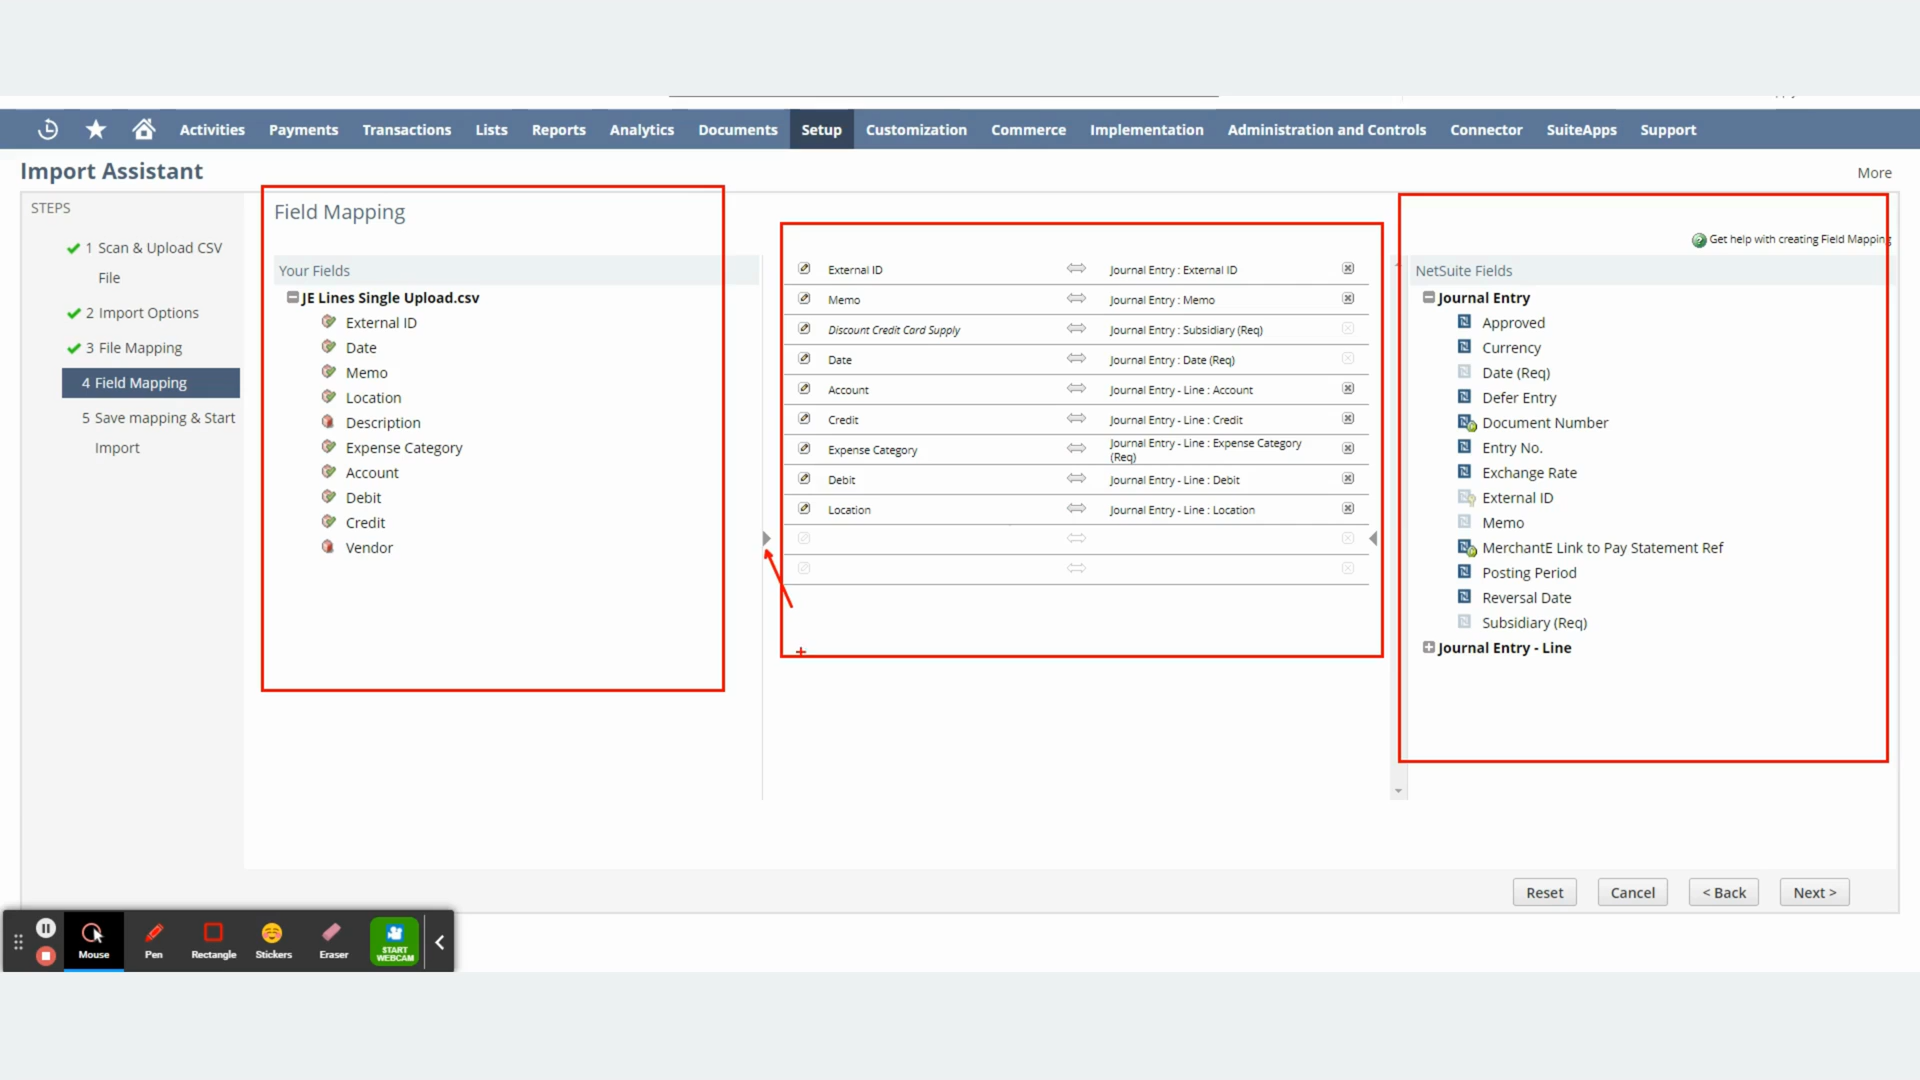 Activities Payments Transactions Lists Reports Analytics Documents Setup Customization Commerce Implementation Administration and Controls Connector SuiteApps Support
Import Assistant
More
STEPS
1 Scan & Upload CSV
File
2 Import Options
3 File Mapping
4 Field Mapping
5 Save mapping & Start
Import
Field Mapping
Your Fields
JE Lines Single Upload.csv
External ID
Date
Memo
Location
Description
Expense Category
Account
Debit
Credit
Vendor
External ID Journal Entry : External ID
Memo Journal Entry : Memo
Discount Credit Card Supply Journal Entry : Subsidiary (Req)
Date Journal Entry : Date (Req)
Account Journal Entry - Line : Account
Credit Journal Entry - Line : Credit
Expense Category Journal Entry - Line : Expense Category
(Req)
Debit Journal Entry - Line : Debit
Location Journal Entry - Line : Location
Get help with creating Field Mapping
NetSuite Fields
Journal Entry
Approved
Currency
Date (Req)
Defer Entry
Document Number
Entry No.
Exchange Rate
External ID
Memo
MerchantE Link to Pay Statement Ref
Posting Period
Reversal Date
Subsidiary (Req)
Journal Entry - Line
Reset Cancel < Back Next >
Mouse Pen Rectangle Stickers Eraser
START
WEBCAM